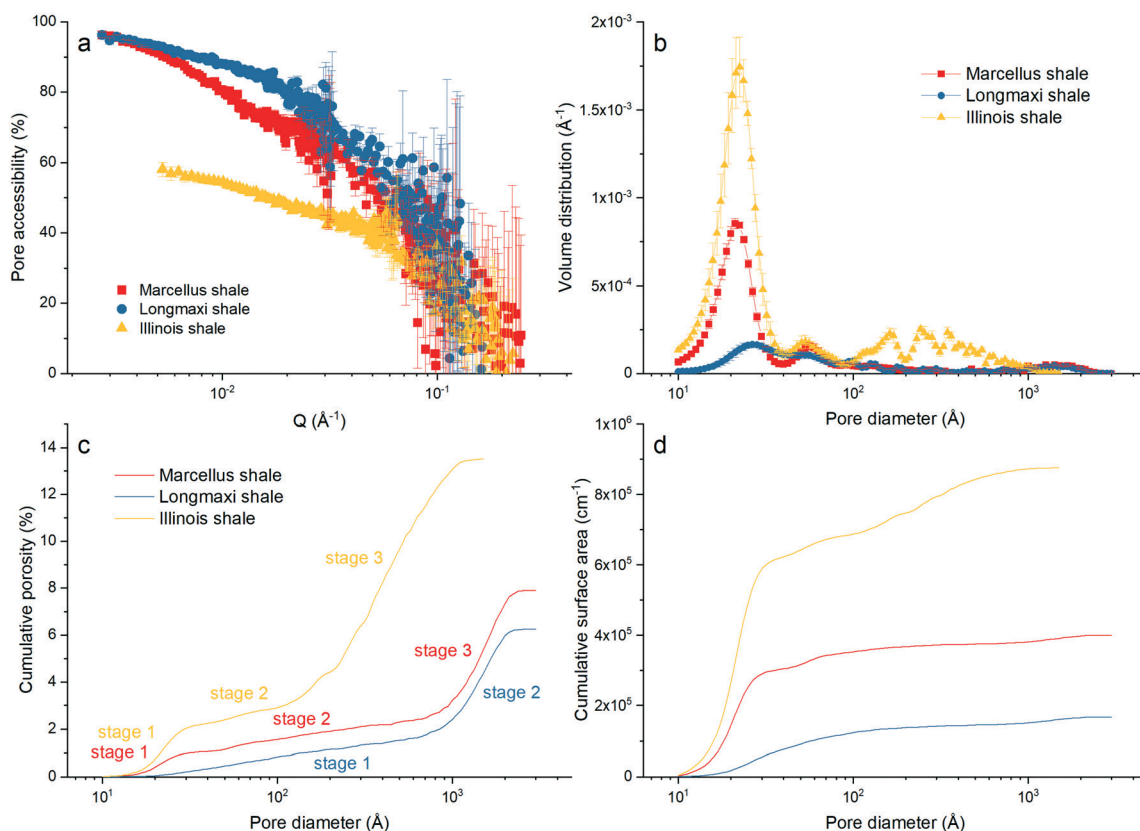 a
Pore accessibility (%)
100
80
60
40
20
0
Marcellus shale
Longmaxi shale
Illinois shale
10⁻²
10⁻¹
Q (Å⁻¹)
b
Volume distribution (Å⁻¹)
2x10⁻³
1.5x10⁻³
1x10⁻³
5x10⁻⁴
0
Marcellus shale
Longmaxi shale
Illinois shale
10¹
10²
10³
Pore diameter (Å)
c
Cumulative porosity (%)
14
12
10
8
6
4
2
0
Marcellus shale
Longmaxi shale
Illinois shale
stage 3
stage 2
stage 1
stage 3
stage 2
stage 1
stage 2
stage 1
10¹
10²
10³
Pore diameter (Å)
d
Cumulative surface area (cm⁻¹)
1x10⁶
8x10⁵
6x10⁵
4x10⁵
2x10⁵
0
10¹
10²
10³
Pore diameter (Å)